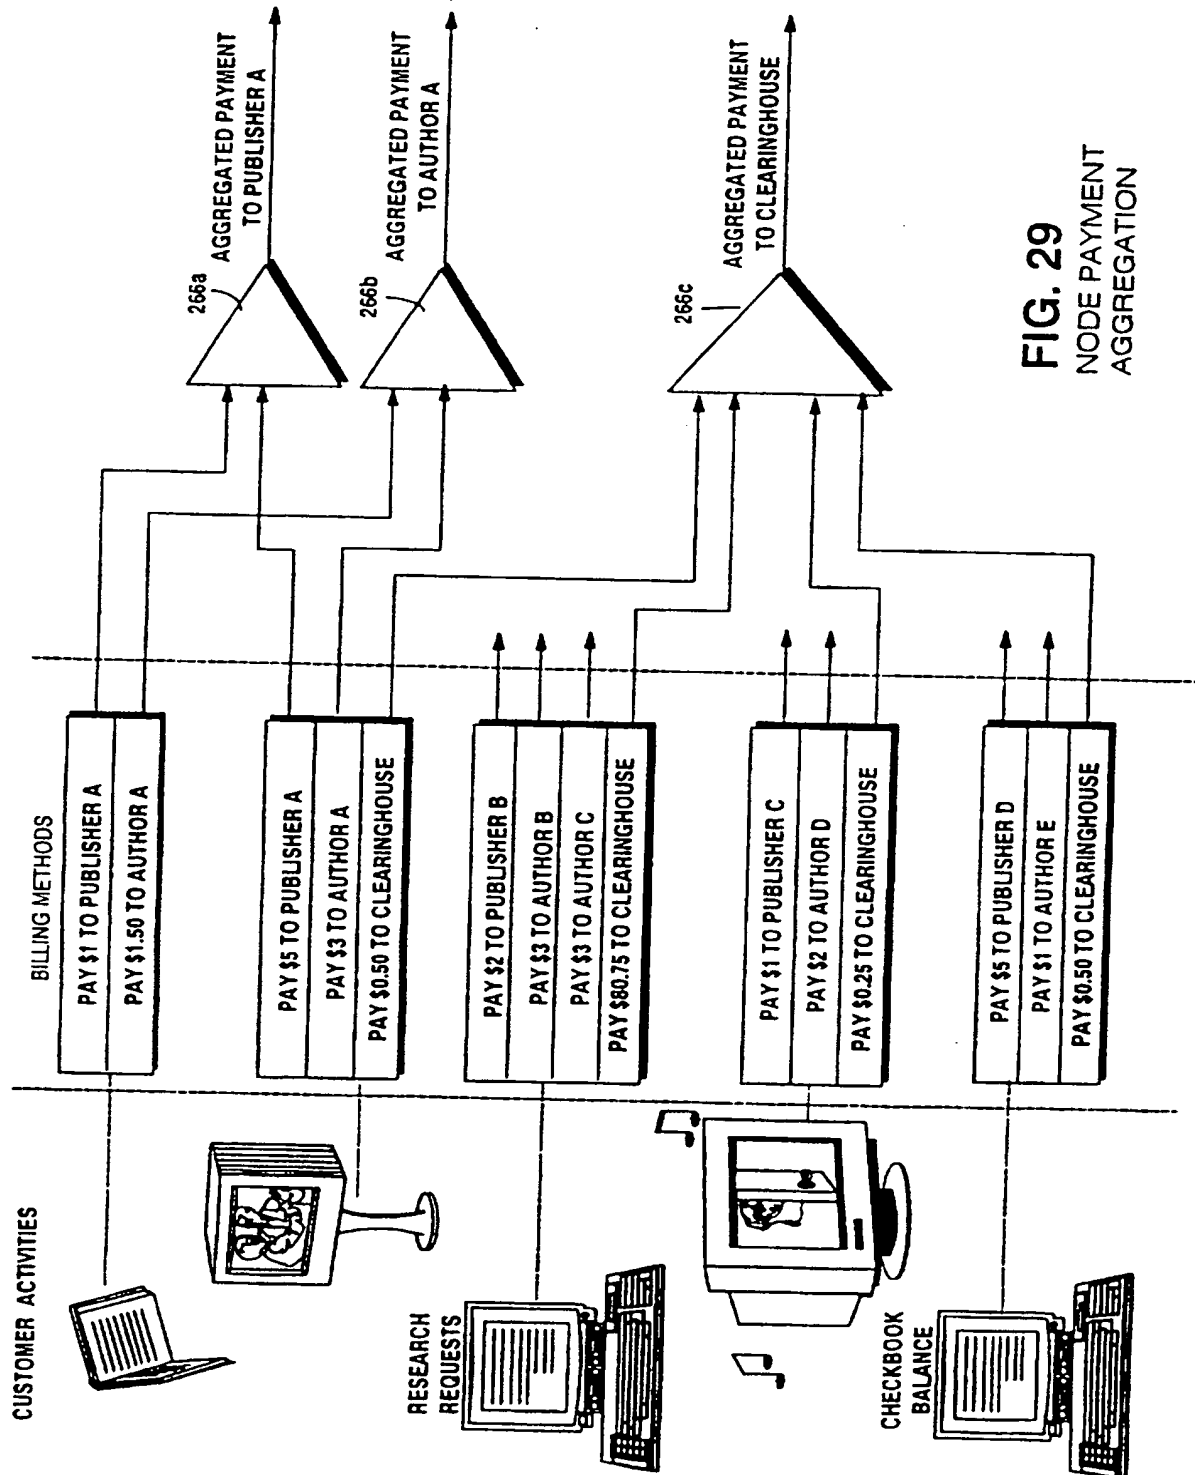 CUSTOMER ACTIVITIES
RESEARCH
REQUESTS
CHECKBOOK
BALANCE
BILLING METHODS
PAY $1 TO PUBLISHER A
PAY $1.50 TO AUTHOR A
PAY $5 TO PUBLISHER A
PAY $3 TO AUTHOR A
PAY $0.50 TO CLEARINGHOUSE
PAY $2 TO PUBLISHER B
PAY $3 TO AUTHOR B
PAY $3 TO AUTHOR C
PAY $80.75 TO CLEARINGHOUSE
PAY $1 TO PUBLISHER C
PAY $2 TO AUTHOR D
PAY $0.25 TO CLEARINGHOUSE
PAY $5 TO PUBLISHER D
PAY $1 TO AUTHOR E
PAY $0.50 TO CLEARINGHOUSE
266a
AGGREGATED PAYMENT
TO PUBLISHER A
266b
AGGREGATED PAYMENT
TO AUTHOR A
266c
AGGREGATED PAYMENT
TO CLEARINGHOUSE
FIG. 29
NODE PAYMENT
AGGREGATION